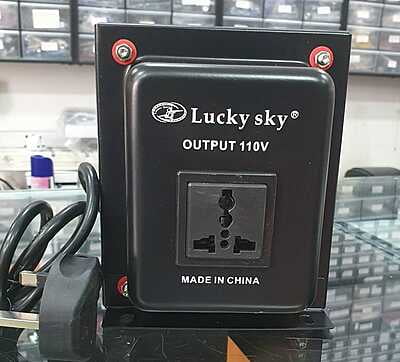 Lucky sky®
OUTPUT 110V
MADE IN CHINA